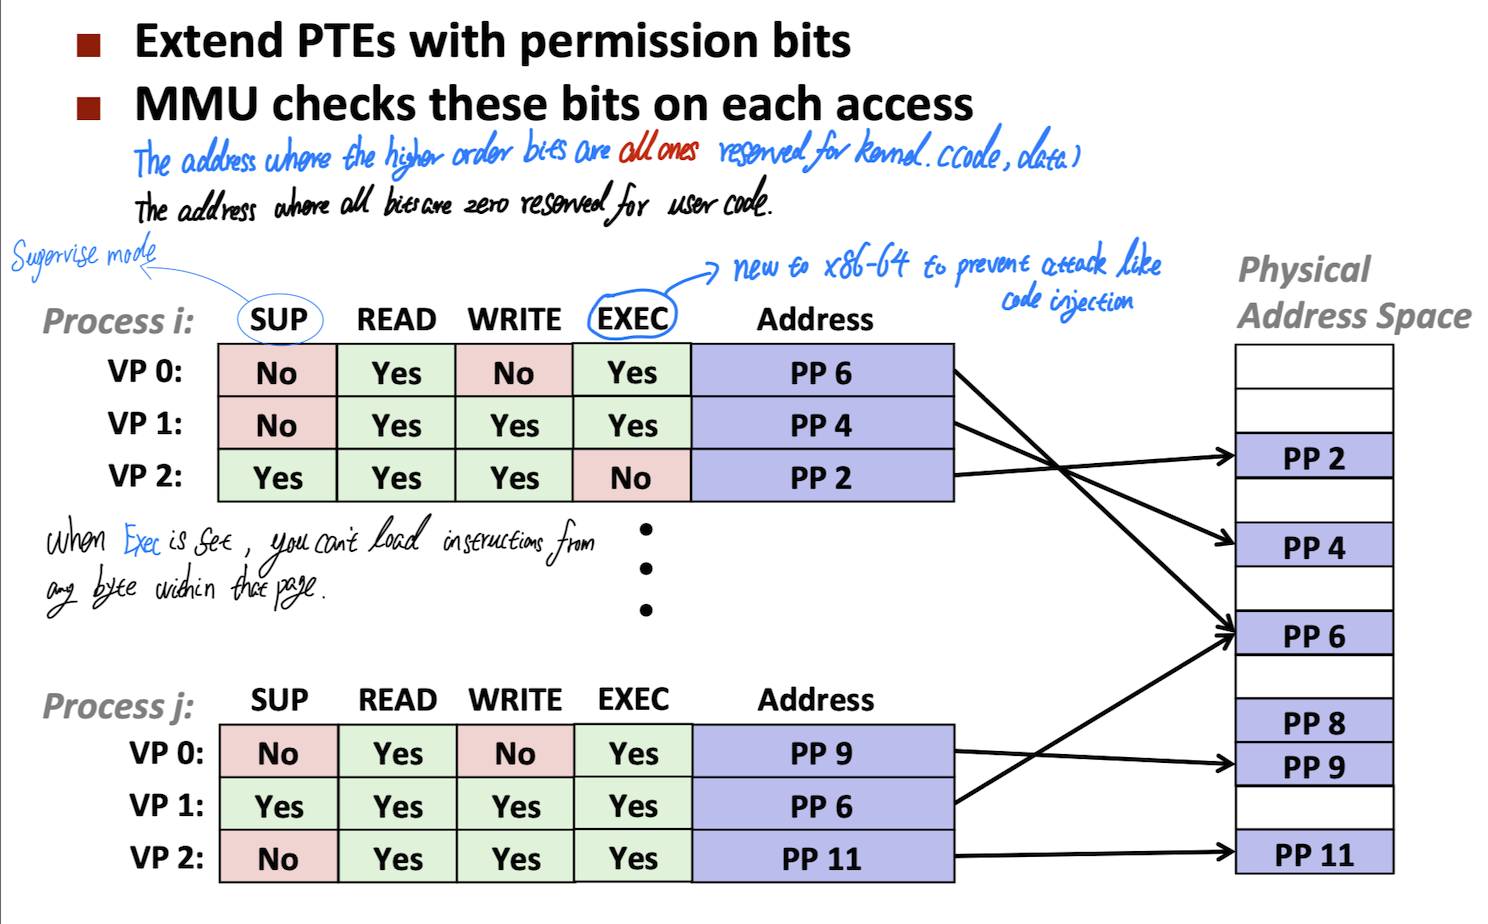 Extend PTEs with permission bits
MMU checks these bits on each access
The address where the higher order bits are all ones reserved for kernel. (code, data)
The address where all bits are zero reserved for user code.
Supervise mode
new to x86-64 to prevent attack like
code injection
Physical
Address Space
Process i: SUP READ WRITE EXEC Address
VP 0: No Yes No Yes PP 6
VP 1: No Yes Yes Yes PP 4
VP 2: Yes Yes Yes No PP 2
PP 2
PP 4
PP 6
PP 8
PP 9
PP 11
when Exec is set, you can't load instructions from
any byte within that page.
Process j: SUP READ WRITE EXEC Address
VP 0: No Yes No Yes PP 9
VP 1: Yes Yes Yes Yes PP 6
VP 2: No Yes Yes Yes PP 11